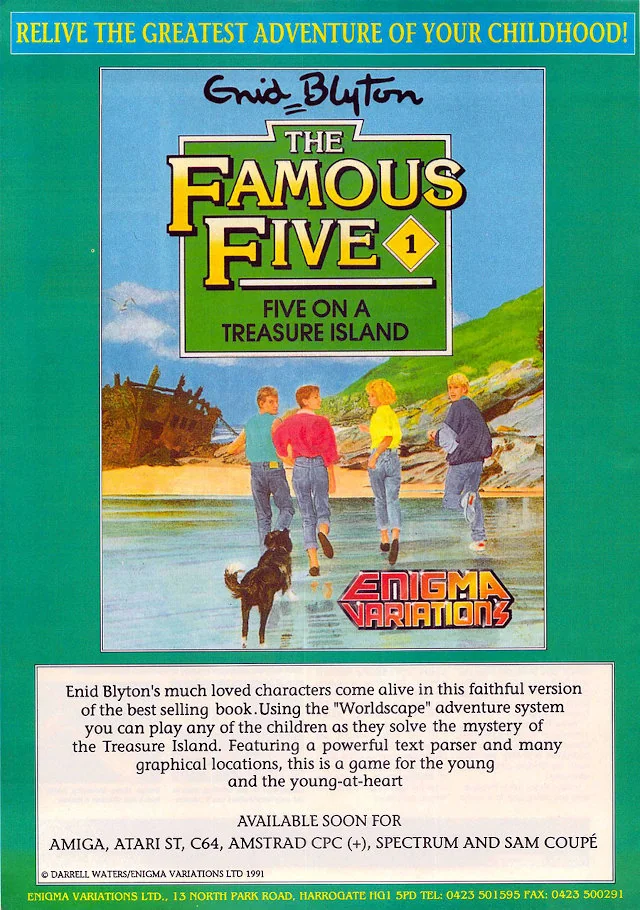 RELIVE THE GREATEST ADVENTURE OF YOUR CHILDHOOD!
Enid Blyton
THE
FAMOUS
FIVE 1
FIVE ON A
TREASURE ISLAND
ENIGMA
VARIATIONS
Enid Blyton's much loved characters come alive in this faithful version
of the best selling book.Using the "Worldscape" adventure system
you can play any of the children as they solve the mystery of
the Treasure Island. Featuring a powerful text parser and many
graphical locations, this is a game for the young
and the young-at-heart
AVAILABLE SOON FOR
AMIGA, ATARI ST, C64, AMSTRAD CPC (+), SPECTRUM AND SAM COUPÉ
© DARRELL WATERS/ENIGMA VARIATIONS LTD 1991
ENIGMA VARIATIONS LTD., 13 NORTH PARK ROAD, HARROGATE HG1 5PD TEL: 0423 501595 FAX: 0423 500291